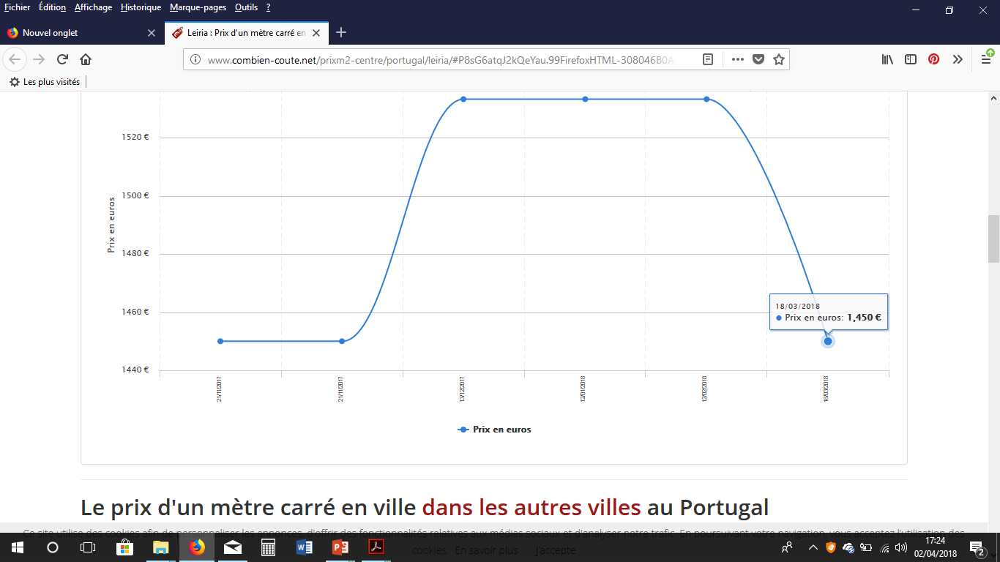 Fichier Édition Affichage Historique Marque-pages Outils ?
Nouvel onglet
Leiria : Prix d'un mètre carré en
www.combien-coute.net/prixm2-centre/portugal/leiria/#P8sG6atqJ2kQeYau.99FirefoxHTML-308046B0A
Les plus visités
1520 €
1500 €
1480 €
1460 €
1440 €
Prix en euros
18/03/2018
Prix en euros: 1,450 €
21/11/2017 21/11/2017 13/12/2017 12/01/2018 12/02/2018 18/03/2018
Prix en euros
Le prix d'un mètre carré en ville dans les autres villes au Portugal
Ce site utilise des cookies afin de personnaliser les annonces, d'offrir des fonctionnalités relatives aux médias sociaux et d'analyser notre trafic. En poursuivant votre navigation, vous acceptez l'utilisation des
cookies. En savoir plus J'accepte
17:24
02/04/2018
2